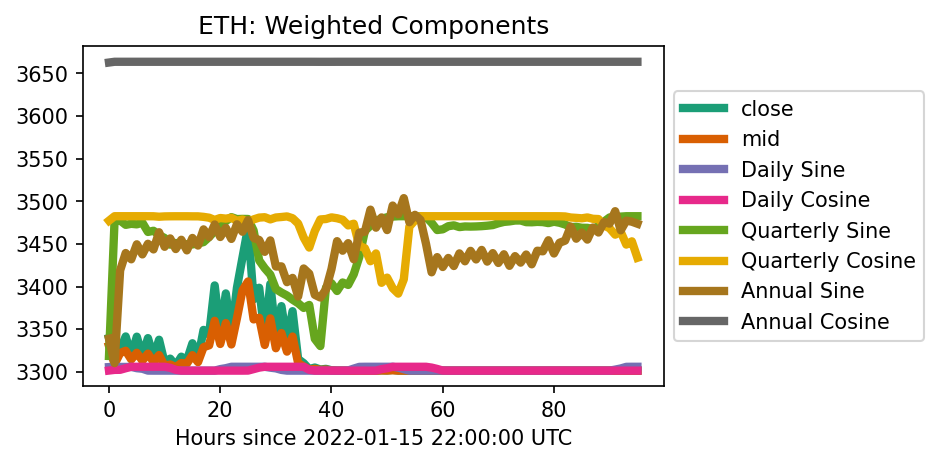 ETH: Weighted Components
3650
3600
3550
3500
3450
3400
3350
3300
0 20 40 60 80
Hours since 2022-01-15 22:00:00 UTC
close
mid
Daily Sine
Daily Cosine
Quarterly Sine
Quarterly Cosine
Annual Sine
Annual Cosine